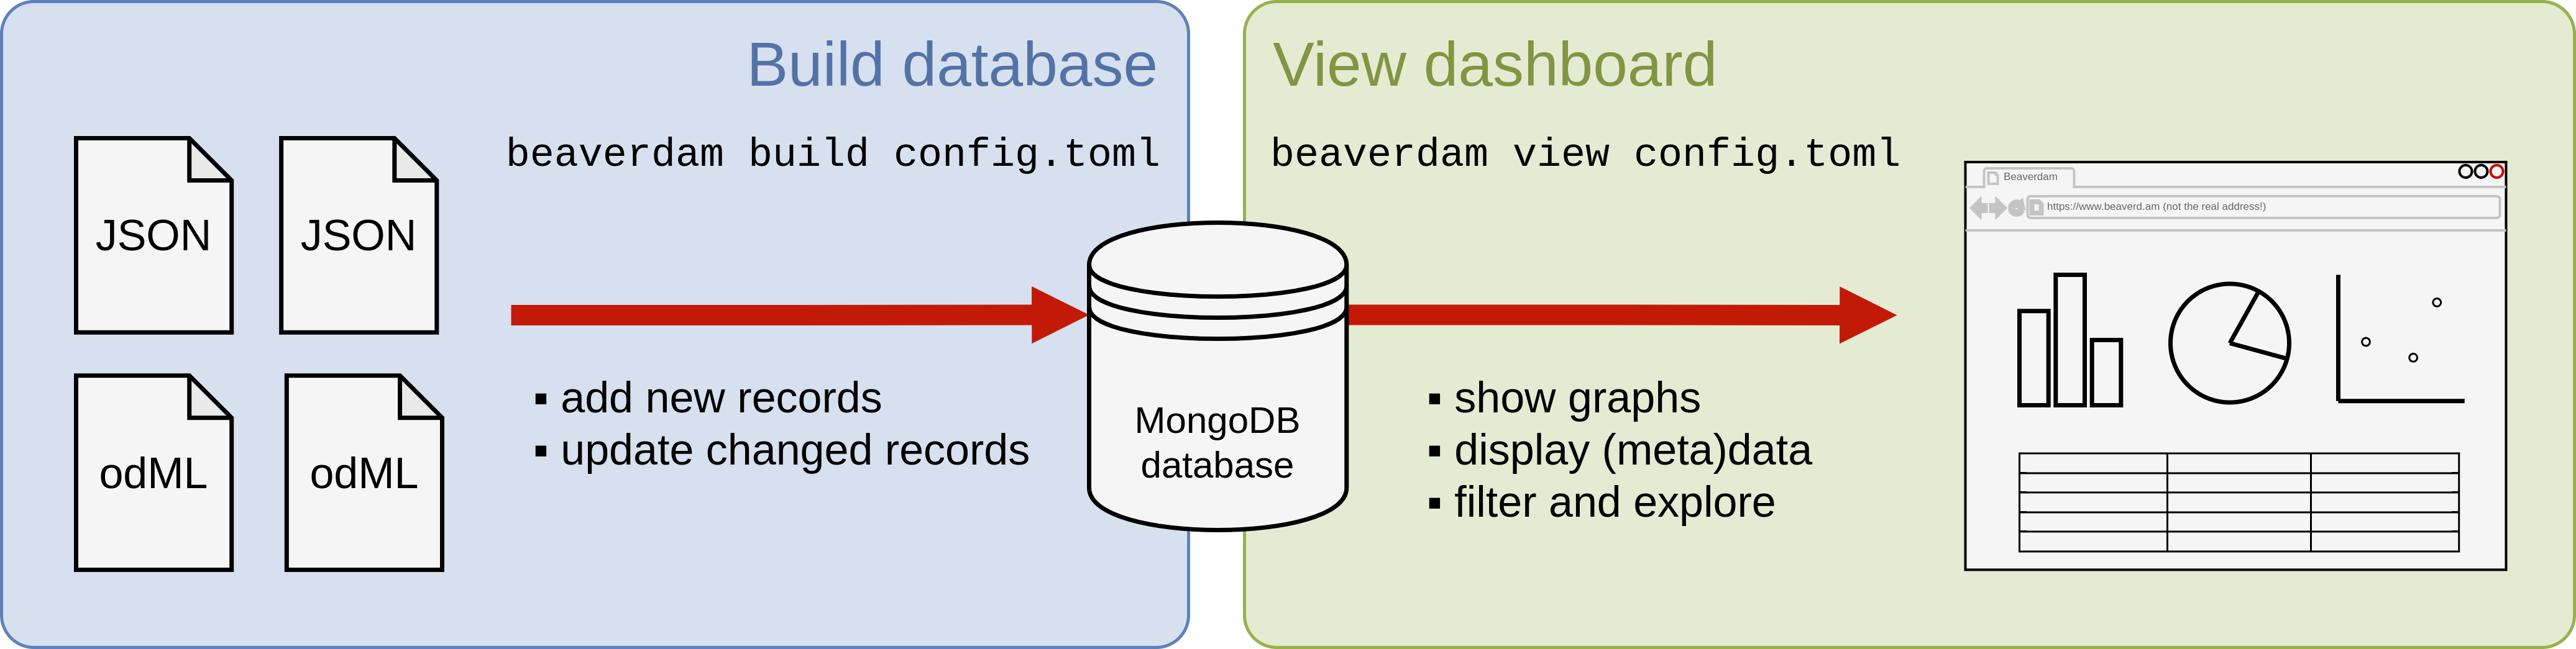 Build database
beaverdam build config.toml
JSON
JSON
odML
odML
▪ add new records
▪ update changed records
MongoDB
database
View dashboard
beaverdam view config.toml
▪ show graphs
▪ display (meta)data
▪ filter and explore
Beaverdam
https://www.beaverd.am (not the real address!)